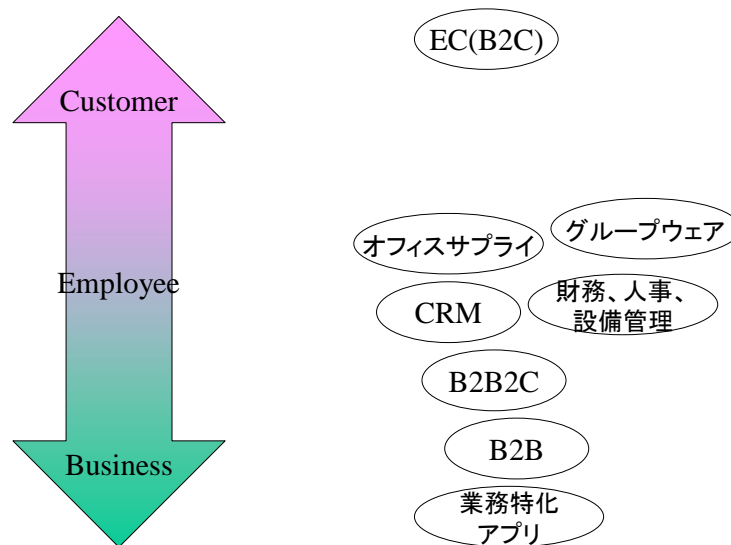 EC(B2C)
Customer
グループウェア
オフィスサプライ
Employee
財務、人事、
設備管理
CRM
B2B2C
B2B
Business
業務特化
アプリ